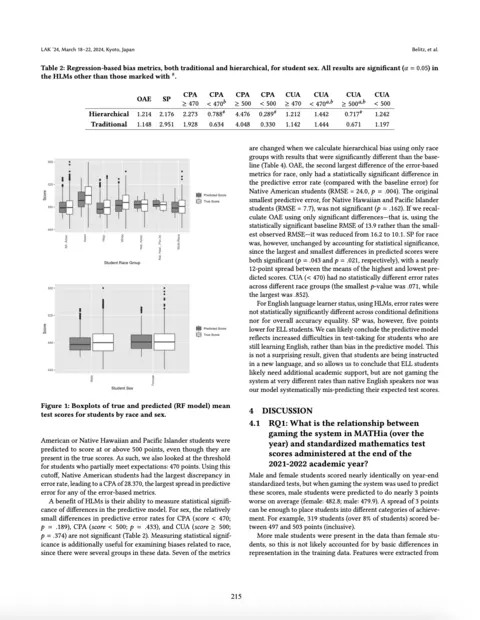 LAK '24, March 18–22, 2024, Kyoto, Japan
Belitz, et al.
Table 2: Regression-based bias metrics, both traditional and hierarchical, for student sex. All results are significant (α = 0.05) in
the HLMs other than those marked with ª.
OAE SP CPA ≥ 470 CPA < 470ᵇ CPA ≥ 500 CPA < 500 CUA ≥ 470 CUA < 470ᵃ,ᵇ CUA ≥ 500ᵃ,ᵇ CUA < 500
Hierarchical 1.214 2.176 2.273 0.788ª 4.476 0.289ª 1.212 1.442 0.717ª 1.242
Traditional 1.148 2.951 1.928 0.634 4.048 0.330 1.142 1.444 0.671 1.197
Score
Predicted Score
True Score
Student Race Group
Score
Predicted Score
True Score
Male
Female
Student Sex
Figure 1: Boxplots of true and predicted (RF model) mean
test scores for students by race and sex.
American or Native Hawaiian and Pacific Islander students were
predicted to score at or above 500 points, even though they are
present in the true scores. As such, we also looked at the threshold
for students who partially meet expectations: 470 points. Using this
cutoff, Native American students had the largest discrepancy in
error rate, leading to a CPA of 28.370, the largest spread in predictive
error for any of the error-based metrics.
A benefit of HLMs is their ability to measure statistical signifi-
cance of differences in the predictive model. For sex, the relatively
small differences in predictive error rates for CPA (score < 470;
p = .189), CPA (score < 500; p = .433), and CUA (score ≥ 500;
p = .374) are not significant (Table 2). Measuring statistical signif-
icance is additionally useful for examining biases related to race,
since there were several groups in these data. Seven of the metrics
are changed when we calculate hierarchical bias using only race
groups with results that were significantly different than the base-
line (Table 4). OAE, the second largest difference of the error-based
metrics for race, only had a statistically significant difference in
the predictive error rate (compared with the baseline error) for
Native American students (RMSE = 24.0, p = .004). The original
smallest predictive error, for Native Hawaiian and Pacific Islander
students (RMSE = 7.7), was not significant (p = .162). If we recal-
culate OAE using only significant differences—that is, using the
statistically significant baseline RMSE of 13.9 rather than the small-
est observed RMSE—it was reduced from 16.2 to 10.1. SP for race
was, however, unchanged by accounting for statistical significance,
since the largest and smallest differences in predicted scores were
both significant (p = .043 and p = .021, respectively), with a nearly
12-point spread between the means of the highest and lowest pre-
dicted scores. CUA (< 470) had no statistically different error rates
across different race groups (the smallest p-value was .071, while
the largest was .852).
For English language learner status, using HLMs, error rates were
not statistically significantly different across conditional definitions
nor for overall accuracy equality. SP was, however, five points
lower for ELL students. We can likely conclude the predictive model
reflects increased difficulties in test-taking for students who are
still learning English, rather than bias in the predictive model. This
is not a surprising result, given that students are being instructed
in a new language, and so allows us to conclude that ELL students
likely need additional academic support, but are not gaming the
system at very different rates than native English speakers nor was
our model systematically mis-predicting their expected test scores.
4 DISCUSSION
4.1 RQ1: What is the relationship between
gaming the system in MATHia (over the
year) and standardized mathematics test
scores administered at the end of the
2021-2022 academic year?
Male and female students scored nearly identically on year-end
standardized tests, but when gaming the system was used to predict
these scores, male students were predicted to do nearly 3 points
worse on average (female: 482.8, male: 479.9). A spread of 3 points
can be enough to place students into different categories of achieve-
ment. For example, 319 students (over 8% of students) scored be-
tween 497 and 503 points (inclusive).
More male students were present in the data than female stu-
dents, so this is not likely accounted for by basic differences in
representation in the training data. Features were extracted from
215